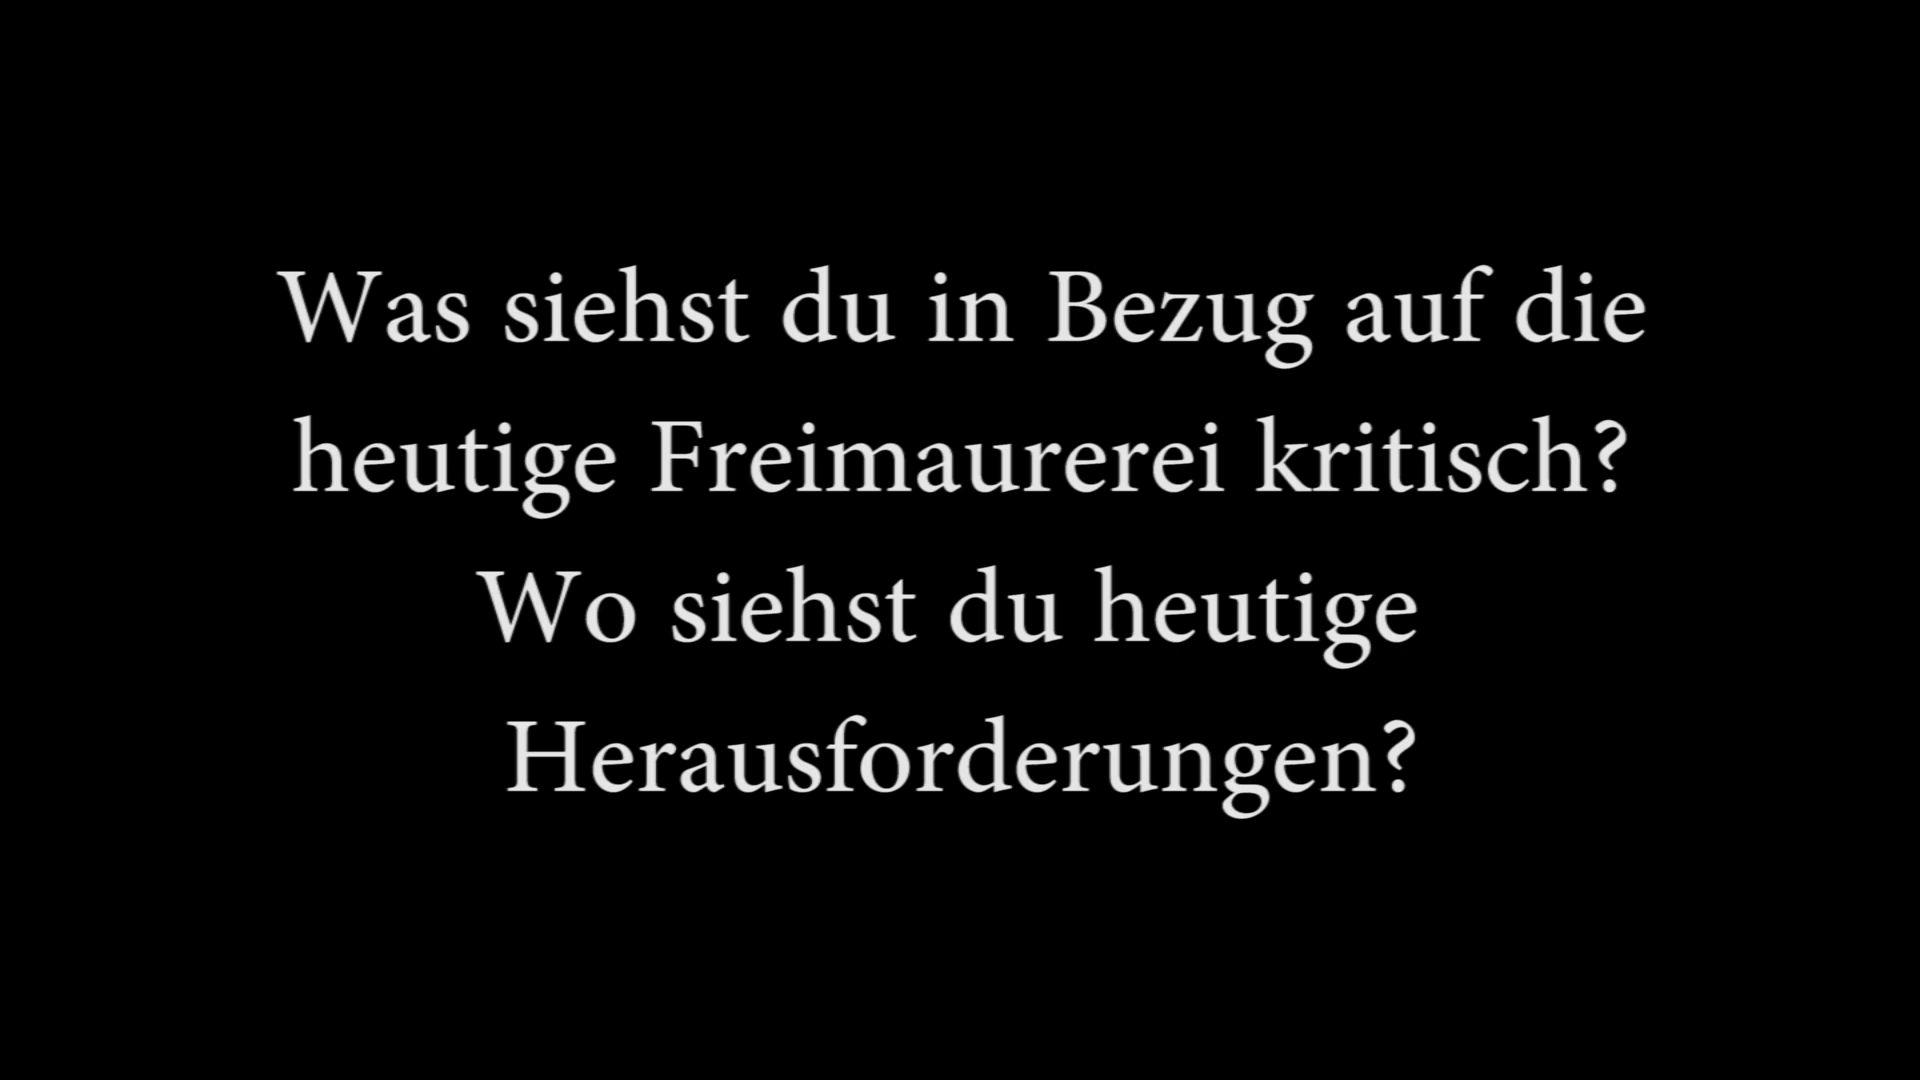 Was siehst du in Bezug auf die
heutige Freimaurerei kritisch?
Wo siehst du heutige
Herausforderungen?